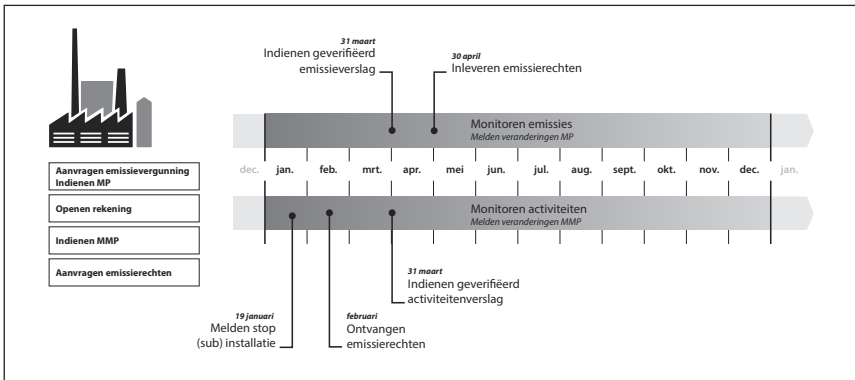 31 maart
Indienen geverifiëerd
emissieverslag
30 april
Inleveren emissierechten
Monitoren emissies
Melden veranderingen MP
Aanvragen emissievergunning
Indienen MP
Openen rekening
Indienen MMP
Aanvragen emissierechten
dec. jan. feb. mrt. apr. mei jun. jul. aug. sept. okt. nov. dec. jan.
Monitoren activiteiten
Melden veranderingen MMP
31 maart
Indienen geverifiëerd
activiteitenverslag
19 januari
Melden stop
(sub) installatie
februari
Ontvangen
emissierechten